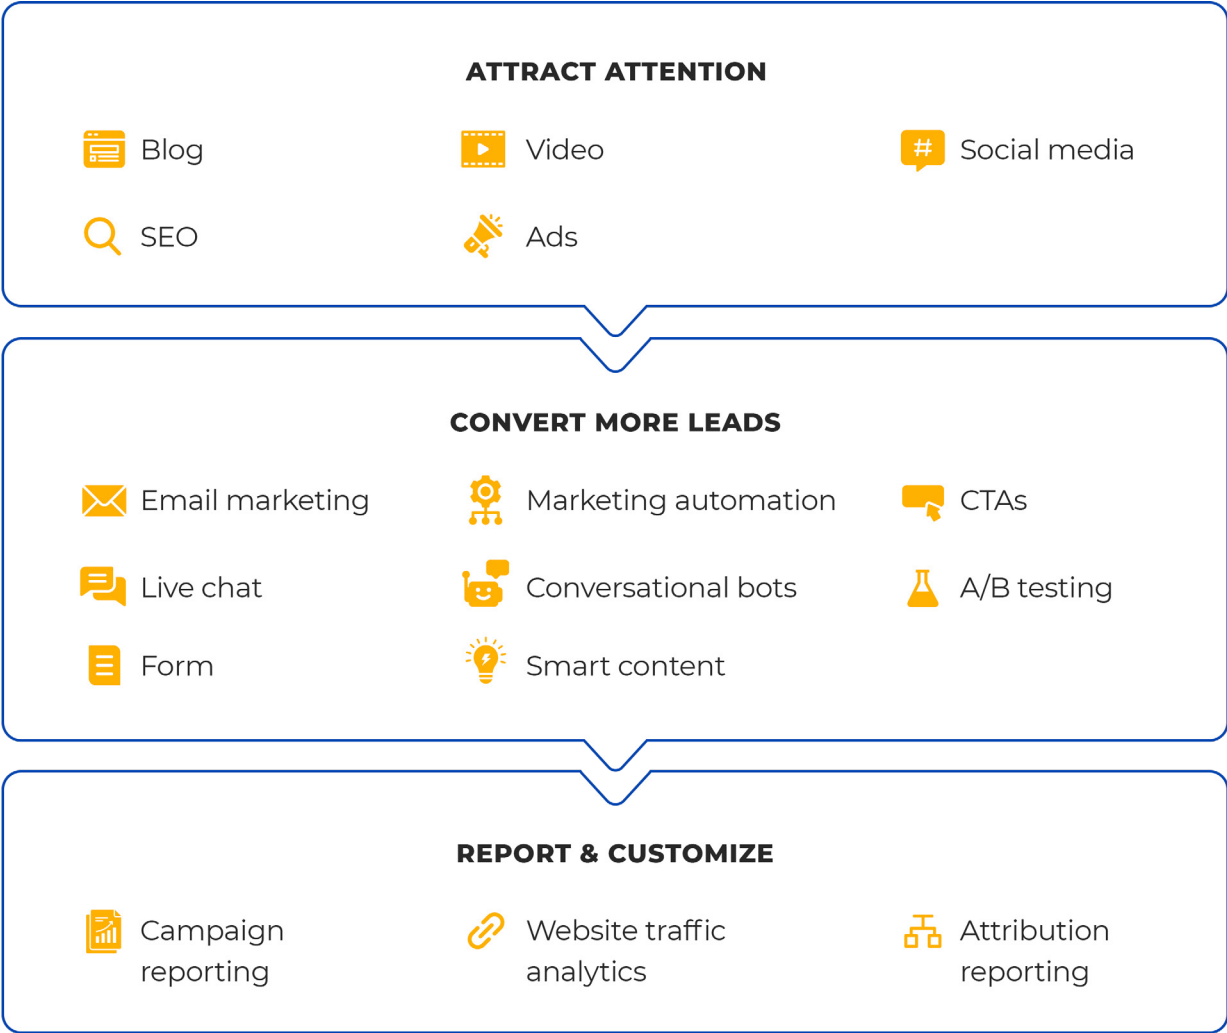 ATTRACT ATTENTION
Blog
Video
# Social media
SEO
Ads
CONVERT MORE LEADS
Email marketing
Marketing automation
CTAs
Live chat
Conversational bots
A/B testing
Form
Smart content
REPORT & CUSTOMIZE
Campaign
reporting
Website traffic
analytics
Attribution
reporting